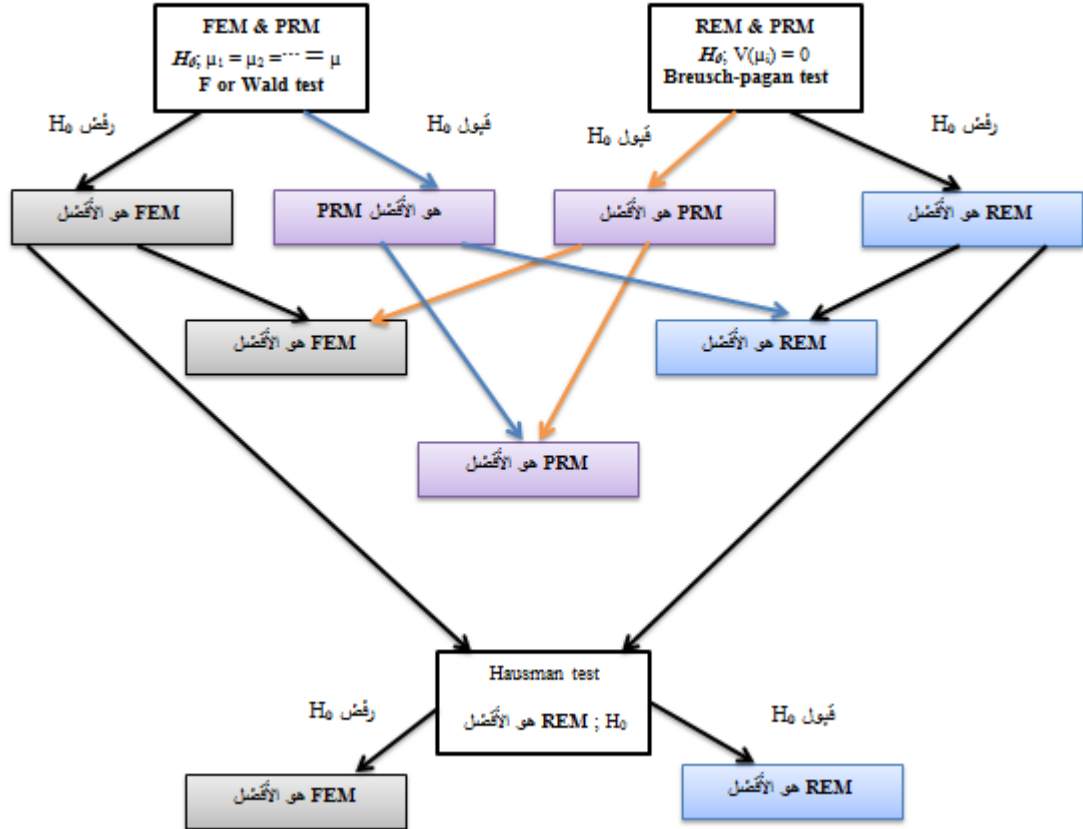 FEM & PRM
H₀; μ₁ = μ₂ =... = μ
F or Wald test
REM & PRM
H₀; V(μᵢ) = 0
Breusch-pagan test
رفض H₀
قبول H₀
قبول H₀
رفض H₀
FEM هو الأفضل
هو الأفضل PRM
PRM هو الأفضل
REM هو الأفضل
FEM هو الأفضل
REM هو الأفضل
PRM هو الأفضل
Hausman test
H₀ ; REM هو الأفضل
رفض H₀
قبول H₀
FEM هو الأفضل
REM هو الأفضل